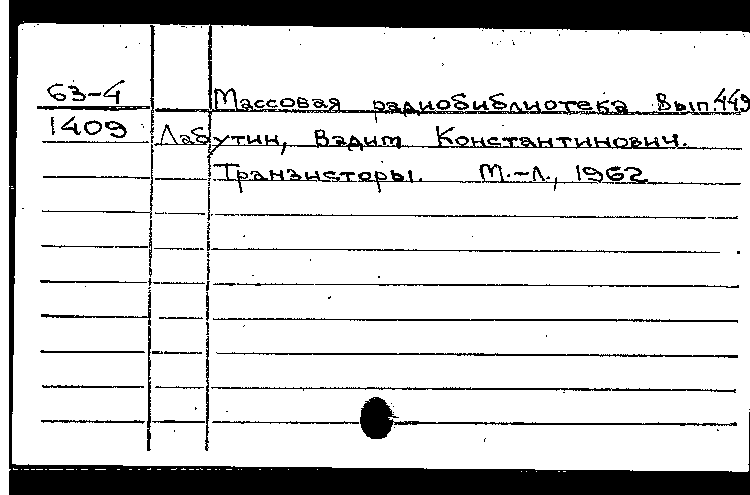 63-4 Массовая радиобиблиотека Вып.449
1409 Лабутин, Вадим Константинович.
Транзисторы. М.-Л., 1962